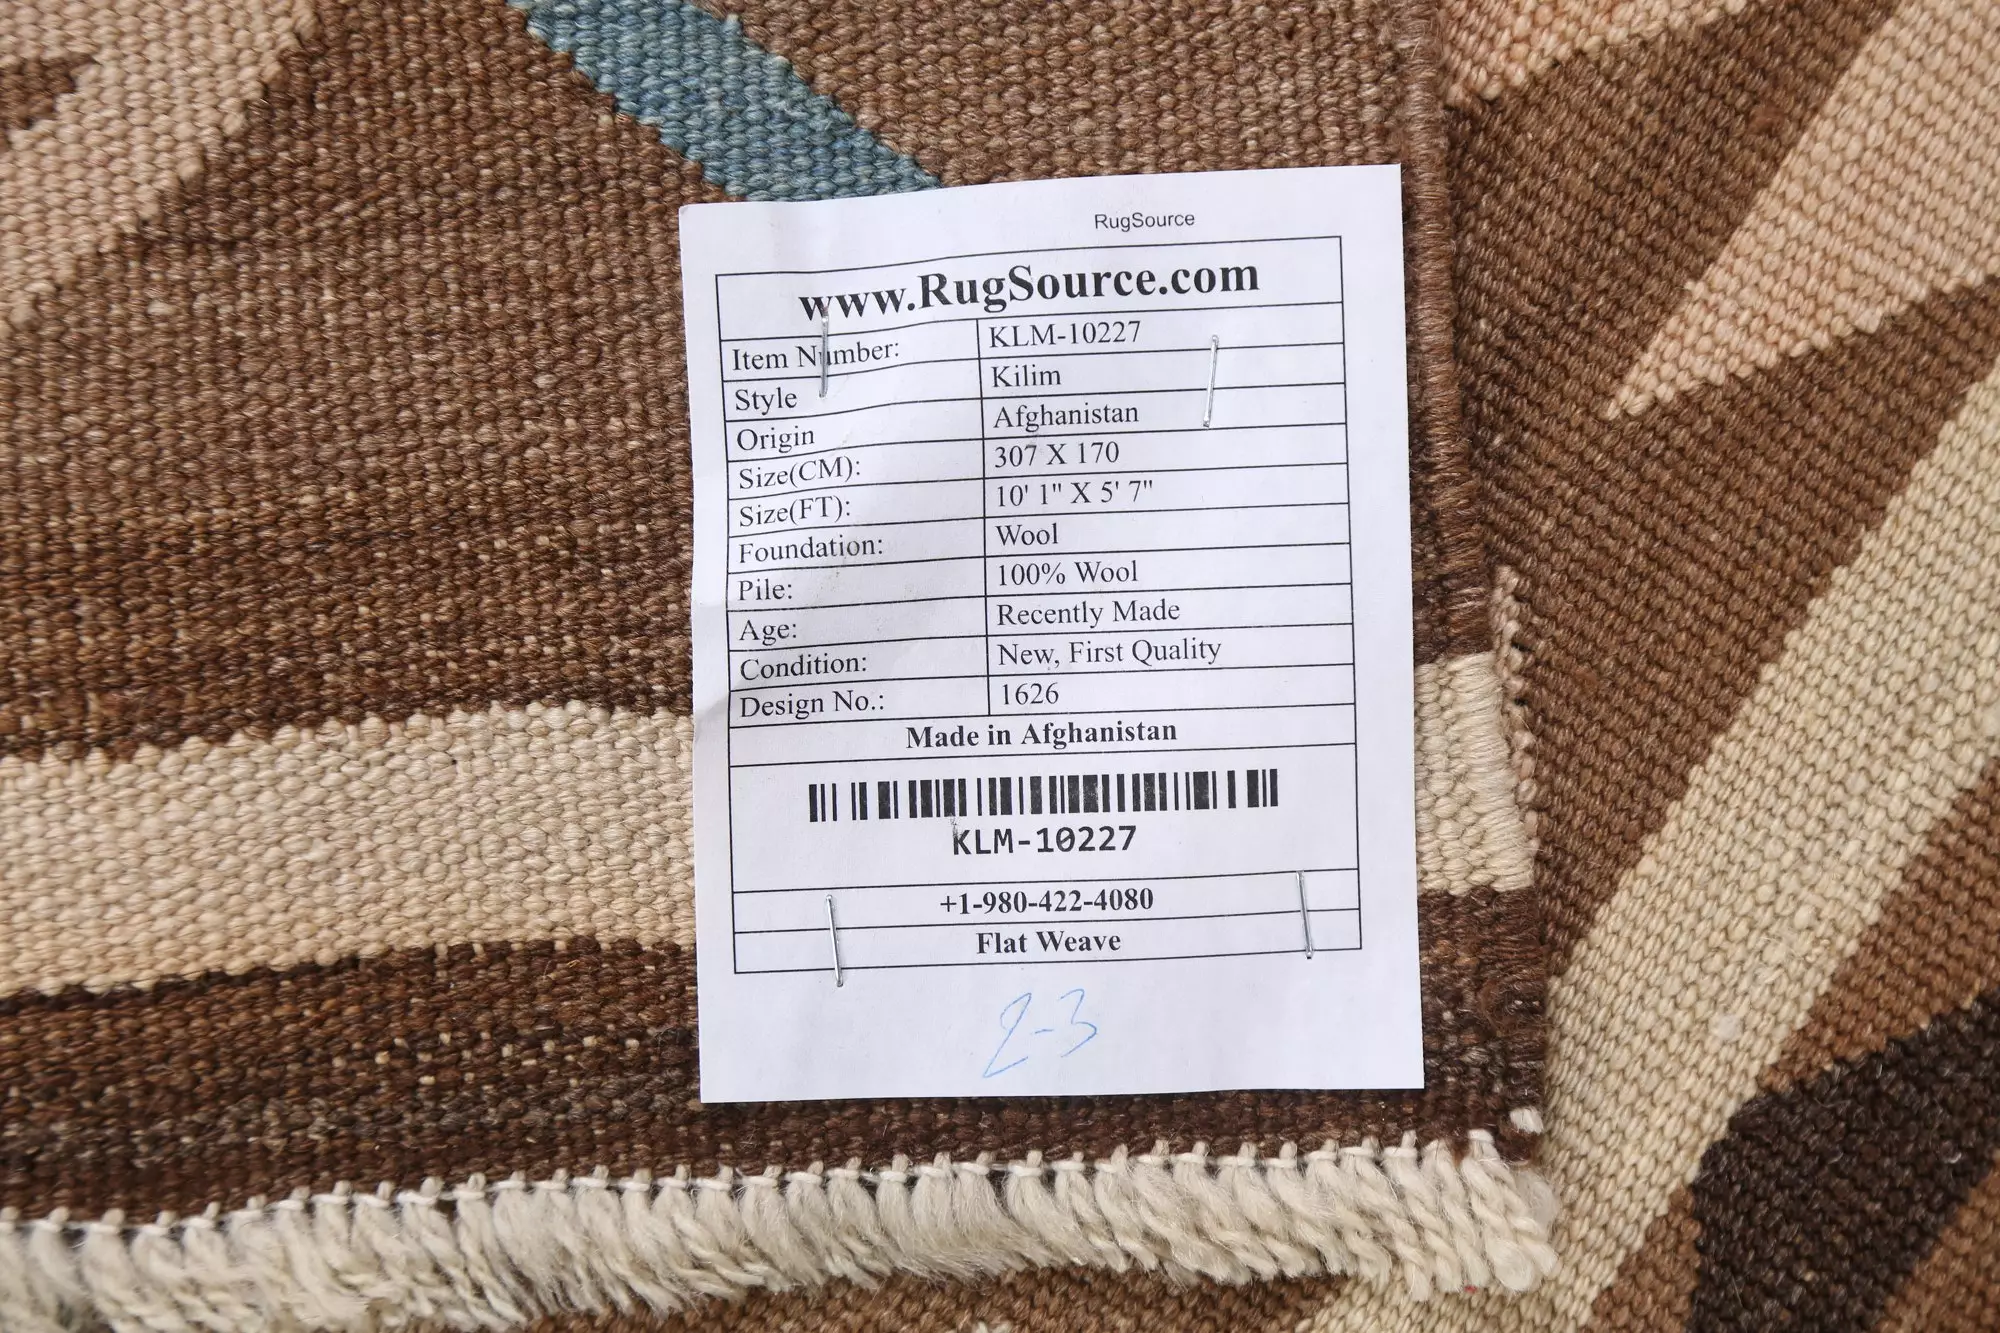 RugSource
www.RugSource.com
Item Number: KLM-10227
Style Kilim
Origin Afghanistan
Size(CM): 307 X 170
Size(FT): 10' 1" X 5' 7"
Foundation: Wool
Pile: 100% Wool
Age: Recently Made
Condition: New, First Quality
Design No.: 1626
Made in Afghanistan
KLM-10227
+1-980-422-4080
Flat Weave
2-3